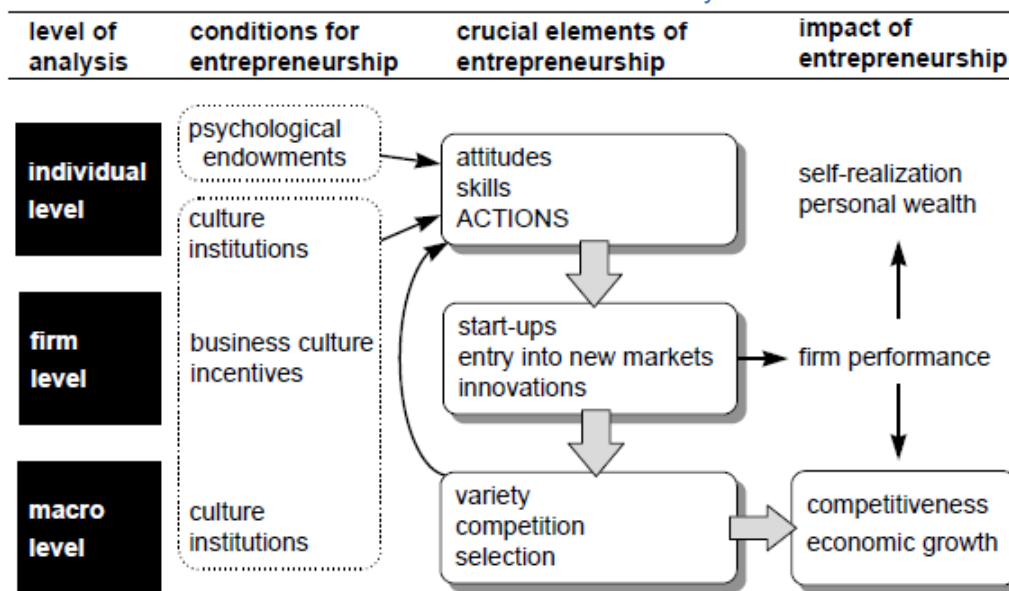 level of
analysis
conditions for
entrepreneurship
crucial elements of
entrepreneurship
impact of
entrepreneurship
individual
level
psychological
endowments
culture
institutions
attitudes
skills
ACTIONS
self-realization
personal wealth
firm
level
business culture
incentives
start-ups
entry into new markets
innovations
firm performance
macro
level
culture
institutions
variety
competition
selection
competitiveness
economic growth